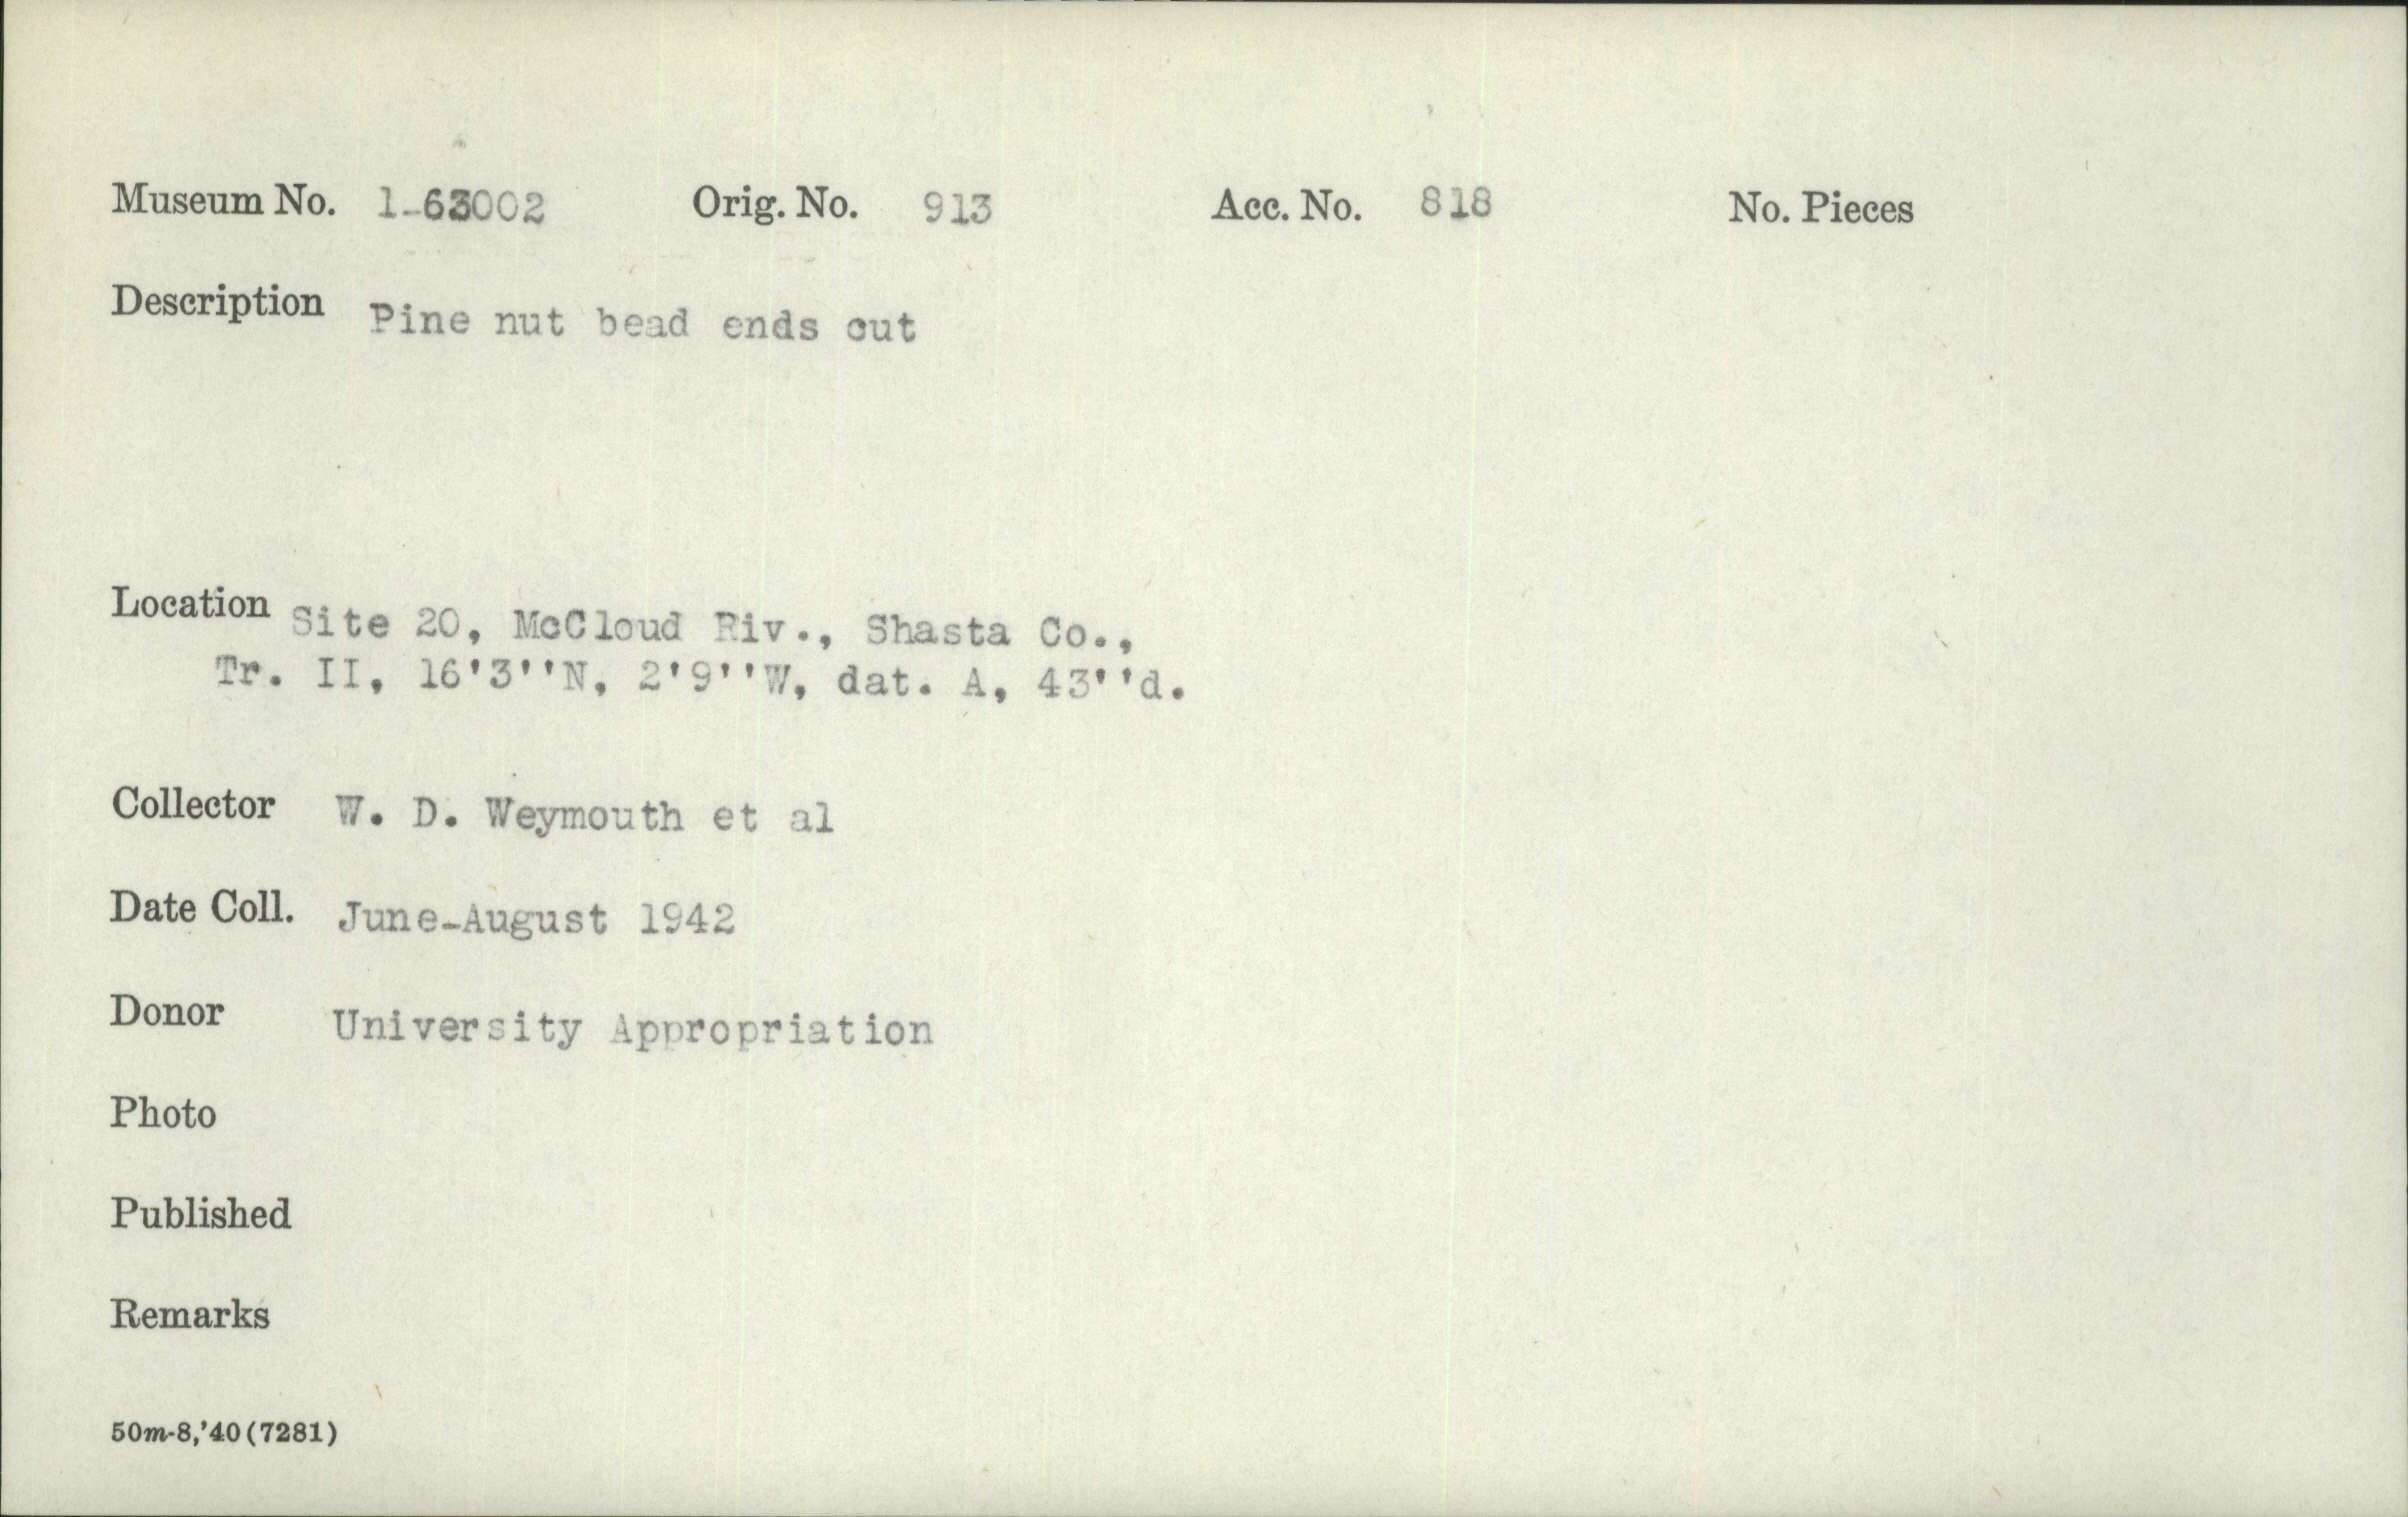 Museum No. 1-63002 Orig. No. 913 Acc. No. 818 No. Pieces
Description Pine nut bead ends cut
Location Site 20, McCloud Riv., Shasta Co.,
Tr. II, 16'3''N, 2'9''W, dat. A, 43''d.
Collector W. D. Weymouth et al
Date Coll. June-August 1942
Donor University Appropriation
Photo
Published
Remarks
50m-8,'40(7281)